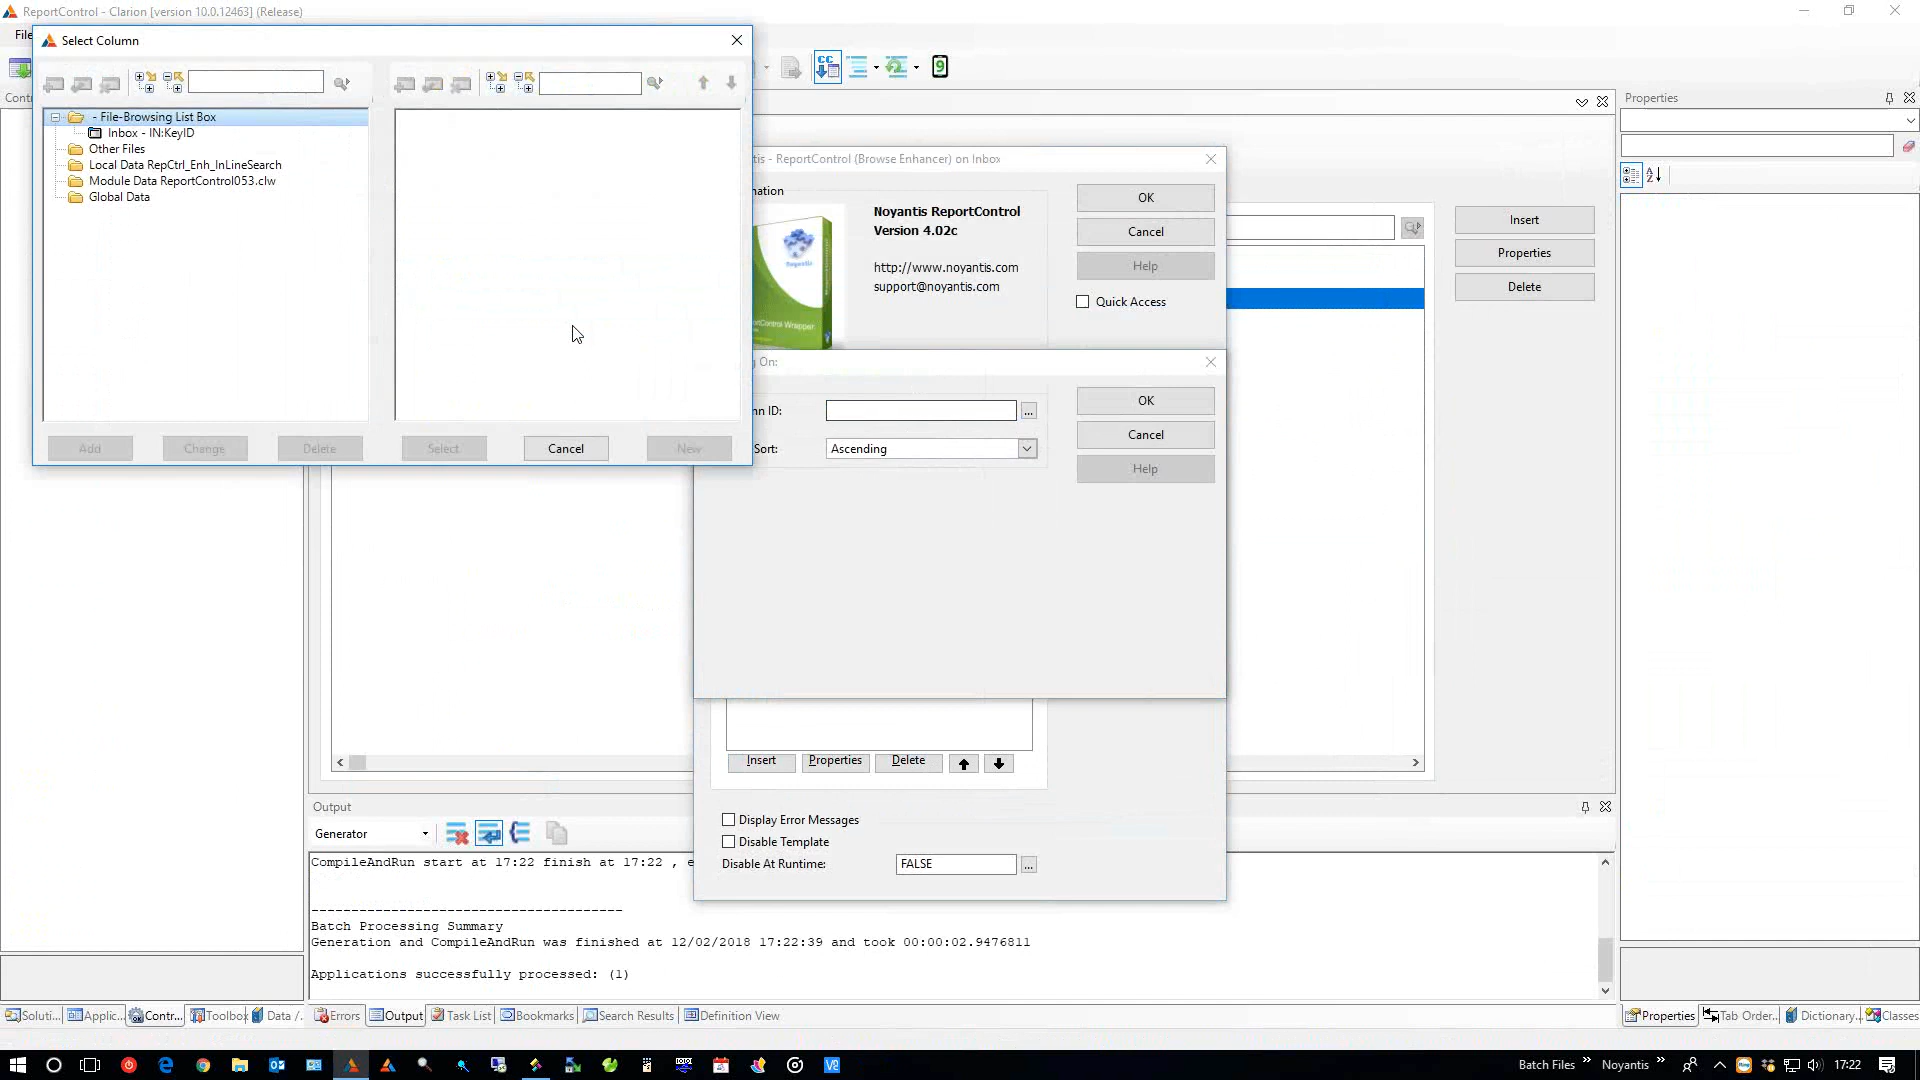 ReportControl - Clarion [version 10.0.12463] (Release)
File
Select Column
- File-Browsing List Box
Inbox - IN:KeyID
Other Files
Local Data RepCtrl_Enh_InLineSearch
Module Data ReportControl053.clw
Global Data
Add
Change
Delete
Select
Cancel
New
tis - ReportControl (Browse Enhancer) on Inbox
mation
Noyantis ReportControl
Version 4.02c
http://www.noyantis.com
support@noyantis.com
Noyantis
ortControl Wrapper
OK
Cancel
Help
Quick Access
g On:
nn ID:
...
Sort:
Ascending
OK
Cancel
Help
Insert
Properties
Delete
Display Error Messages
Disable Template
Disable At Runtime:
FALSE
...
Insert
Properties
Delete
Contr
Properties
Output
Generator
CompileAndRun start at 17:22 finish at 17:22 , e
---------------------------------------
Batch Processing Summary
Generation and CompileAndRun was finished at 12/02/2018 17:22:39 and took 00:00:02.9476811
Applications successfully processed: (1)
Soluti...
Applic...
Contr...
Toolbox
Data /...
Errors
Output
Task List
Bookmarks
Search Results
Definition View
Properties
Tab Order...
Dictionary...
Classes
Batch Files
Noyantis
17:22